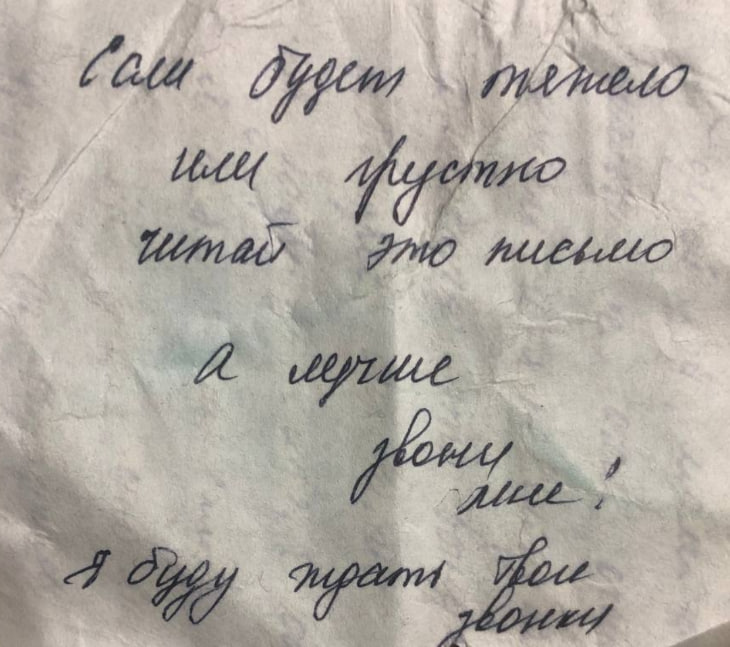 Если будет тяжело
или грустно
читай это письмо
а лучше
звони
мне!
Я буду ждать твои
звонки